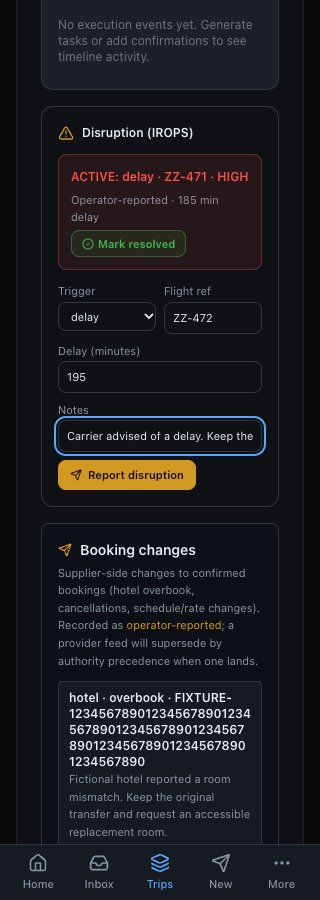 No execution events yet. Generate
tasks or add confirmations to see
timeline activity.
Disruption (IROPS)
ACTIVE: delay · ZZ-471 · HIGH
Operator-reported · 185 min
delay
Mark resolved
Trigger
Flight ref
delay
ZZ-472
Delay (minutes)
195
Notes
Carrier advised of a delay. Keep the
Report disruption
Booking changes
Supplier-side changes to confirmed
bookings (hotel overbook,
cancellations, schedule/rate changes).
Recorded as operator-reported; a
provider feed will supersede by
authority precedence when one lands.
hotel · overbook · FIXTURE-
123456789012345678901234
56789012345678901234567
89012345678901234567890
1234567890
Fictional hotel reported a room
mismatch. Keep the original
transfer and request an accessible
replacement room.
Home
Inbox
Trips
New
More